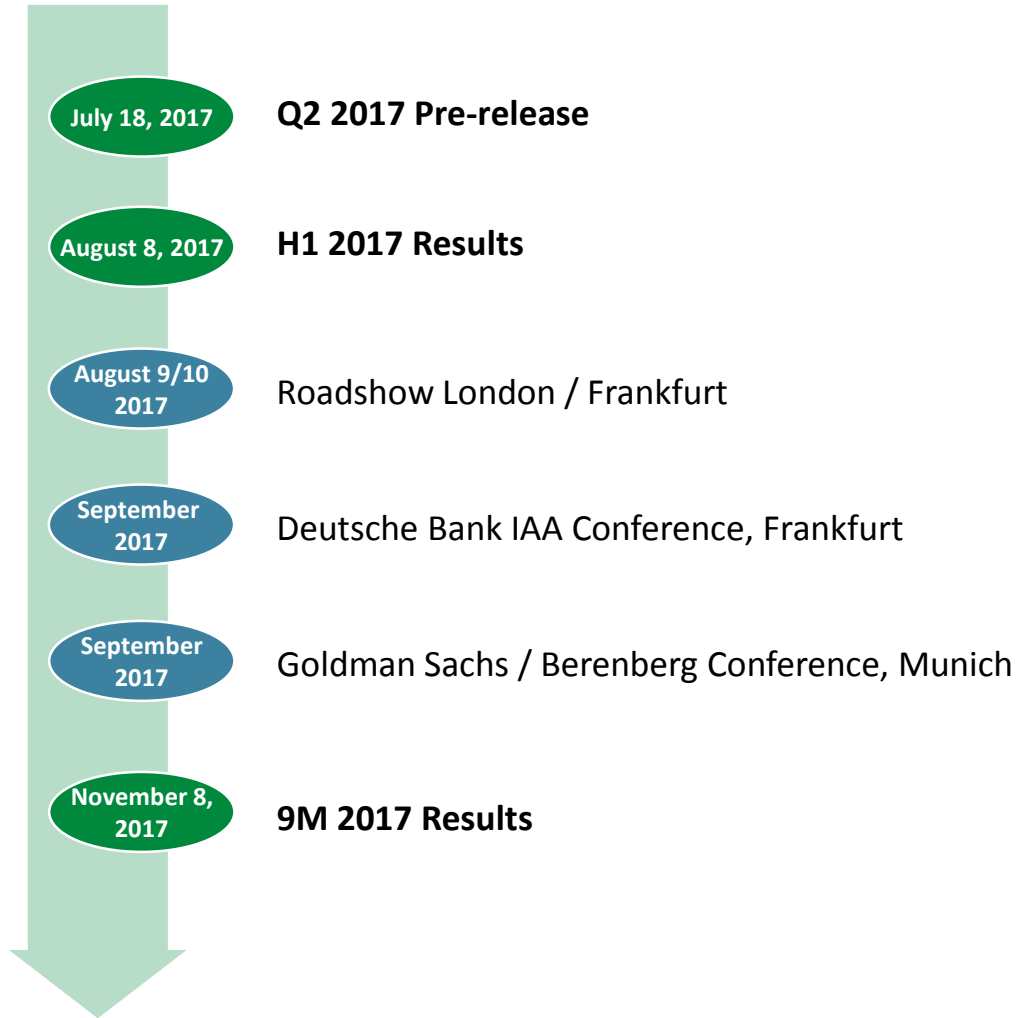 July 18, 2017
Q2 2017 Pre-release
August 8, 2017
H1 2017 Results
August 9/10
2017
Roadshow London / Frankfurt
September
2017
Deutsche Bank IAA Conference, Frankfurt
September
2017
Goldman Sachs / Berenberg Conference, Munich
November 8,
2017
9M 2017 Results